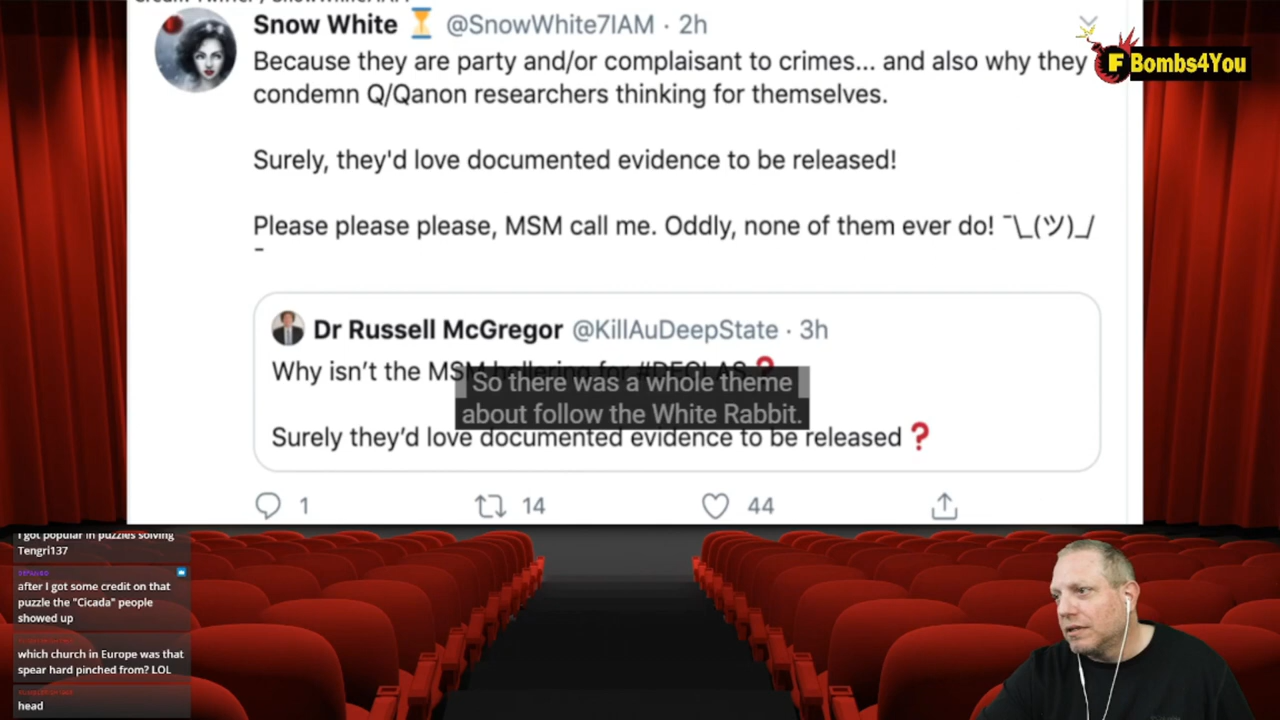 Snow White ⏳ @SnowWhite7IAM · 2h
Because they are party and/or complaisant to crimes... and also why they
condemn Q/Qanon researchers thinking for themselves.
Surely, they'd love documented evidence to be released!
Please please please, MSM call me. Oddly, none of them ever do! ¯\_(ツ)_/
¯
F Bombs4You
Dr Russell McGregor @KillAuDeepState · 3h
Why isn't the MSM hollering for #DECLAS ❓
So there was a whole theme
about follow the White Rabbit.
Surely they'd love documented evidence to be released ❓
1 14 44
I got popular in puzzles solving
Tengri137
after I got some credit on that
puzzle the "Cicada" people
showed up
which church in Europe was that
spear hard pinched from? LOL
head